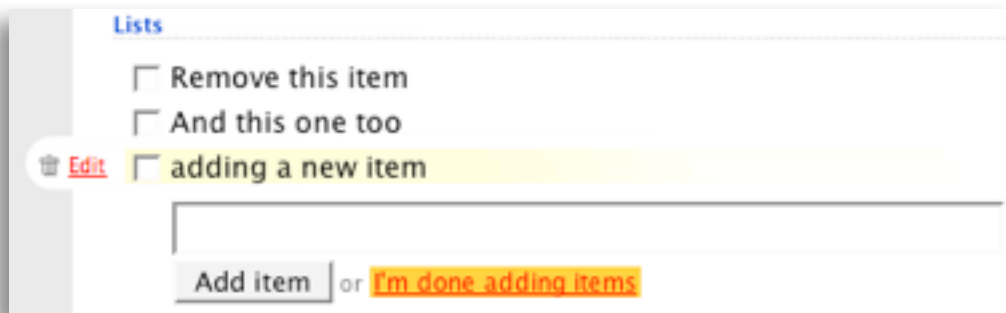 Lists
Remove this item
And this one too
Edit adding a new item
Add item or I'm done adding items